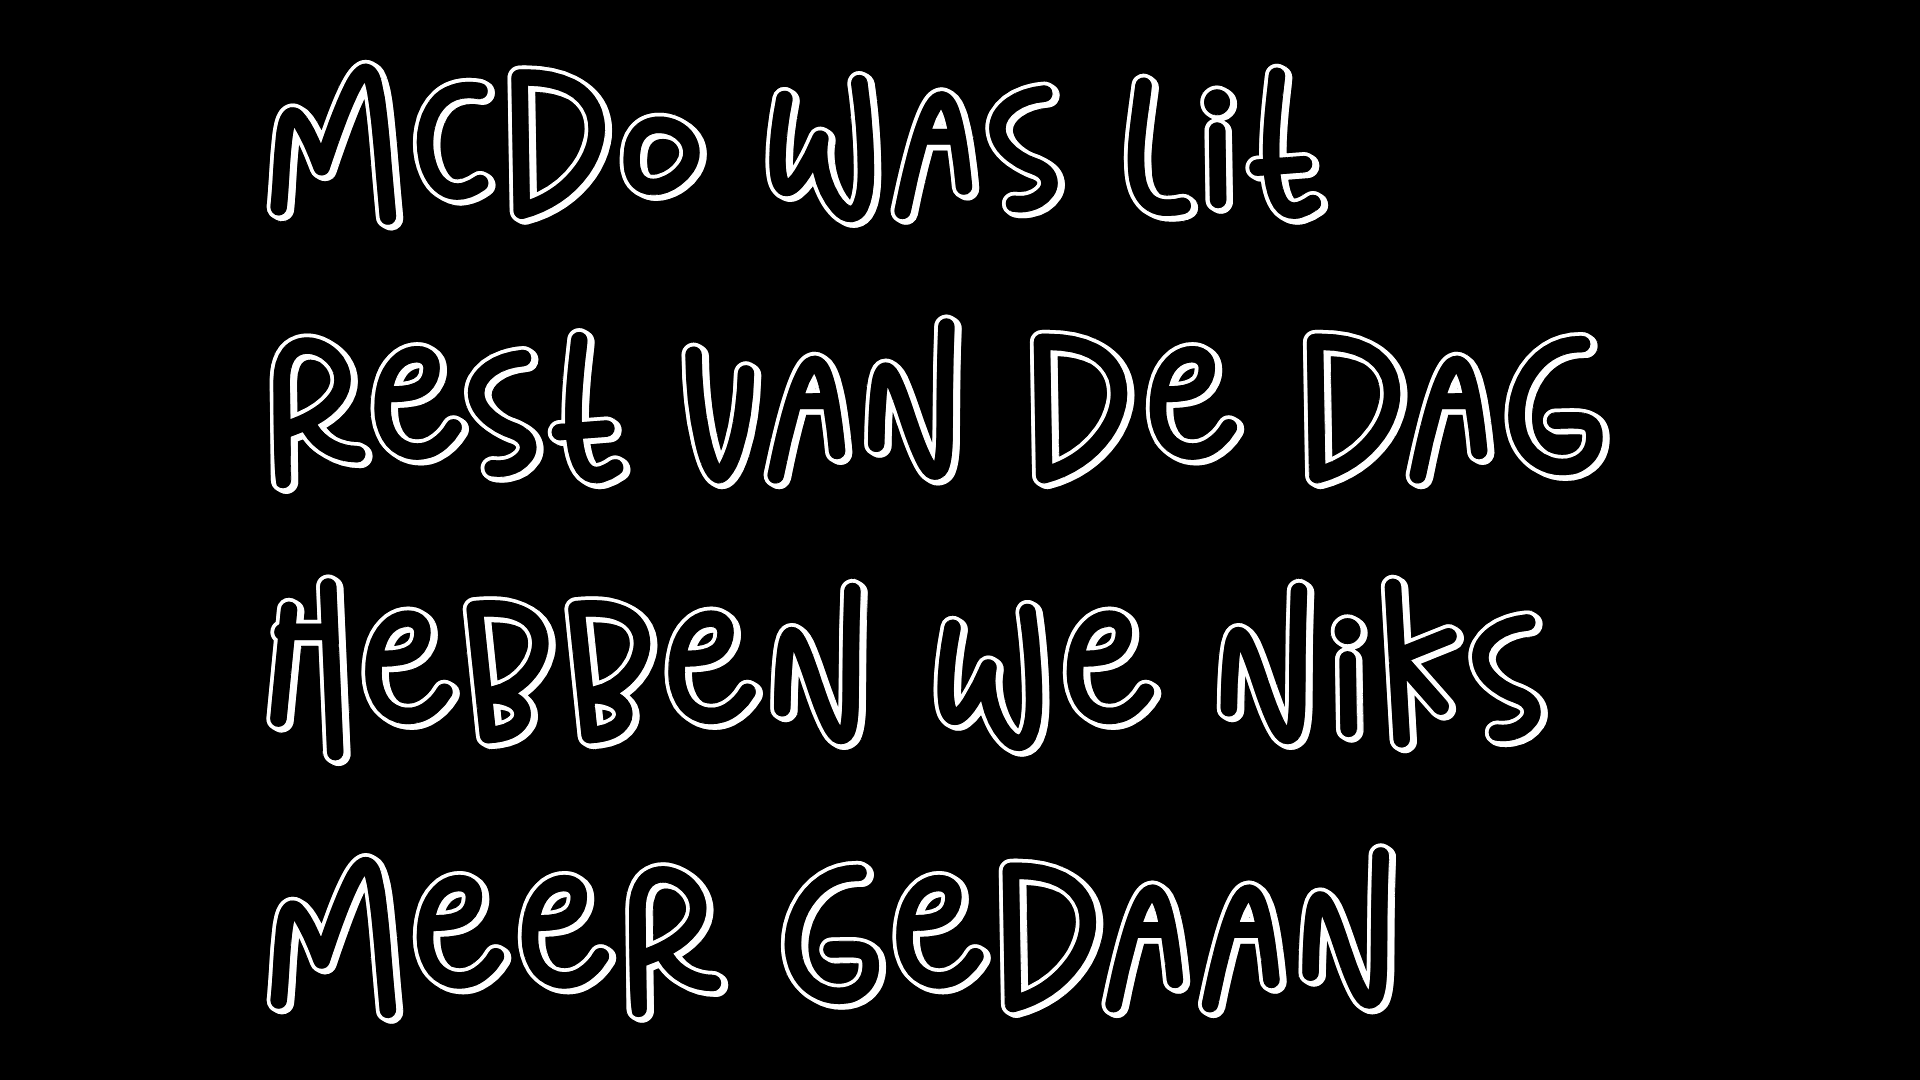 McDo was lit
Rest van de dag
Hebben we niks
Meer gedaan